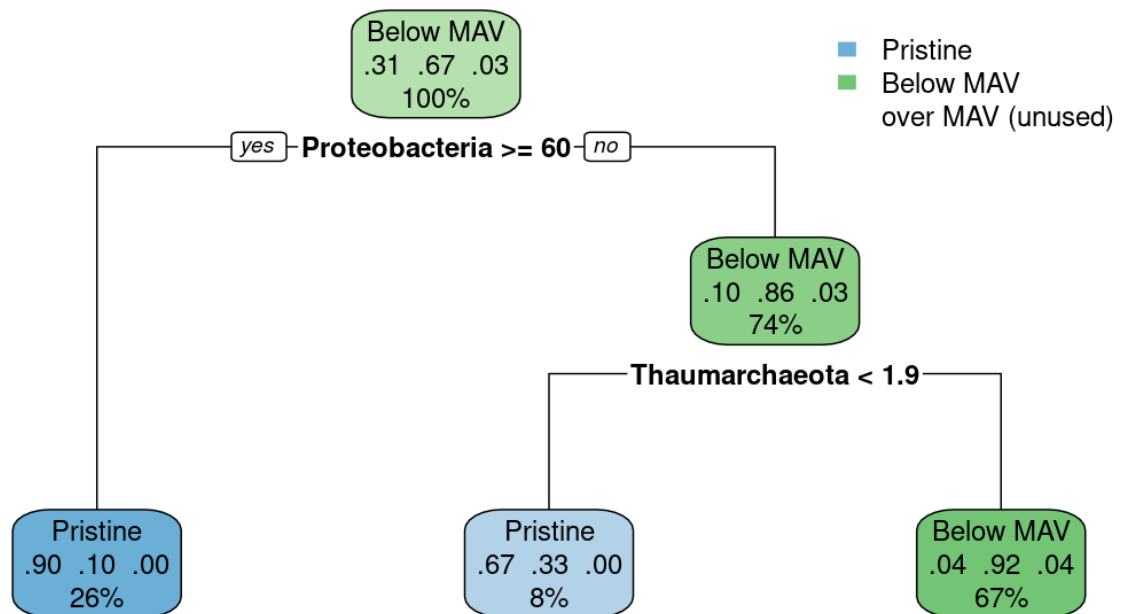 Below MAV
.31 .67 .03
100%
Pristine
Below MAV
over MAV (unused)
yes Proteobacteria >= 60 no
Below MAV
.10 .86 .03
74%
Thaumarchaeota < 1.9
Pristine
.90 .10 .00
26%
Pristine
.67 .33 .00
8%
Below MAV
.04 .92 .04
67%